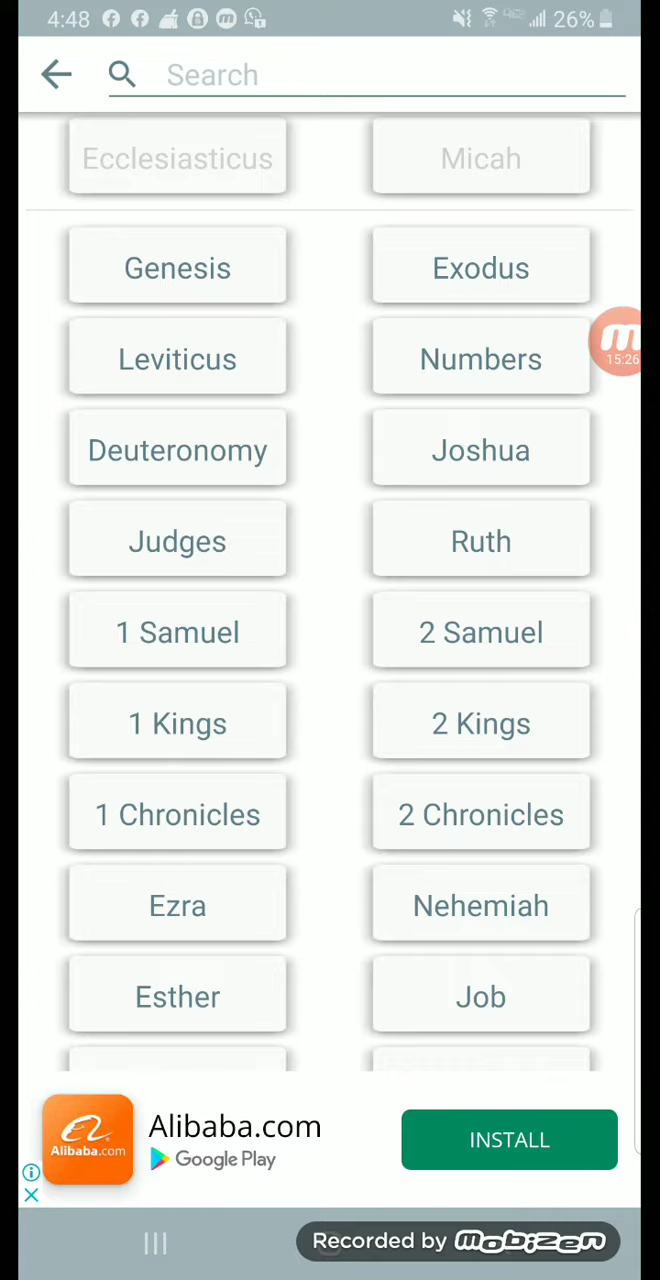 4:48 26%
Search
Ecclesiasticus Micah
Genesis Exodus
Leviticus Numbers
15:26
Deuteronomy Joshua
Judges Ruth
1 Samuel 2 Samuel
1 Kings 2 Kings
1 Chronicles 2 Chronicles
Ezra Nehemiah
Esther Job
Alibaba.com
Alibaba.com
Google Play
INSTALL
Recorded by mobizen